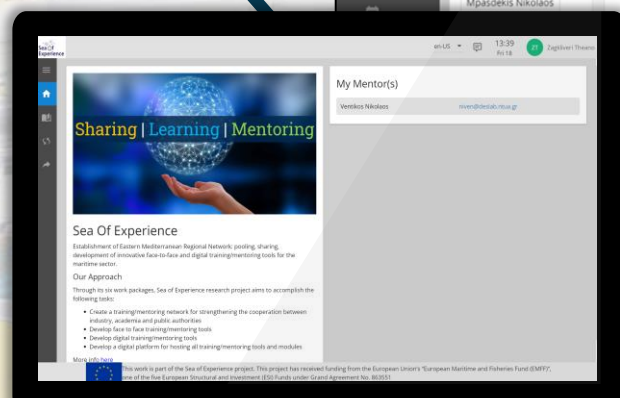 Mpasdekis Nikolaos
Sea Of
Experience
en-US
13:39
Fri 18
ZT
Zagkliveri Theano
My Mentor(s)
Ventikos Nikolaos
niven@deslab.ntua.gr
Sharing | Learning | Mentoring
Sea Of Experience
Establishment of Eastern Mediterranean Regional Network: pooling, sharing,
development of innovative face-to-face and digital training/mentoring tools for the
maritime sector.
Our Approach
Through its six work packages, Sea of Experience research project aims to accomplish the
following tasks:
• Create a training/mentoring network for strengthening the cooperation between
industry, academia and public authorities
• Develop face to face training/mentoring tools
• Develop digital training/mentoring tools
• Develop a digital platform for hosting all training/mentoring tools and modules
More info here
This work is part of the Sea of Experience project. This project has received funding from the European Union's "European Maritime and Fisheries Fund (EMFF)",
one of the five European Structural and Investment (ESI) Funds under Grand Agreement No. 863551